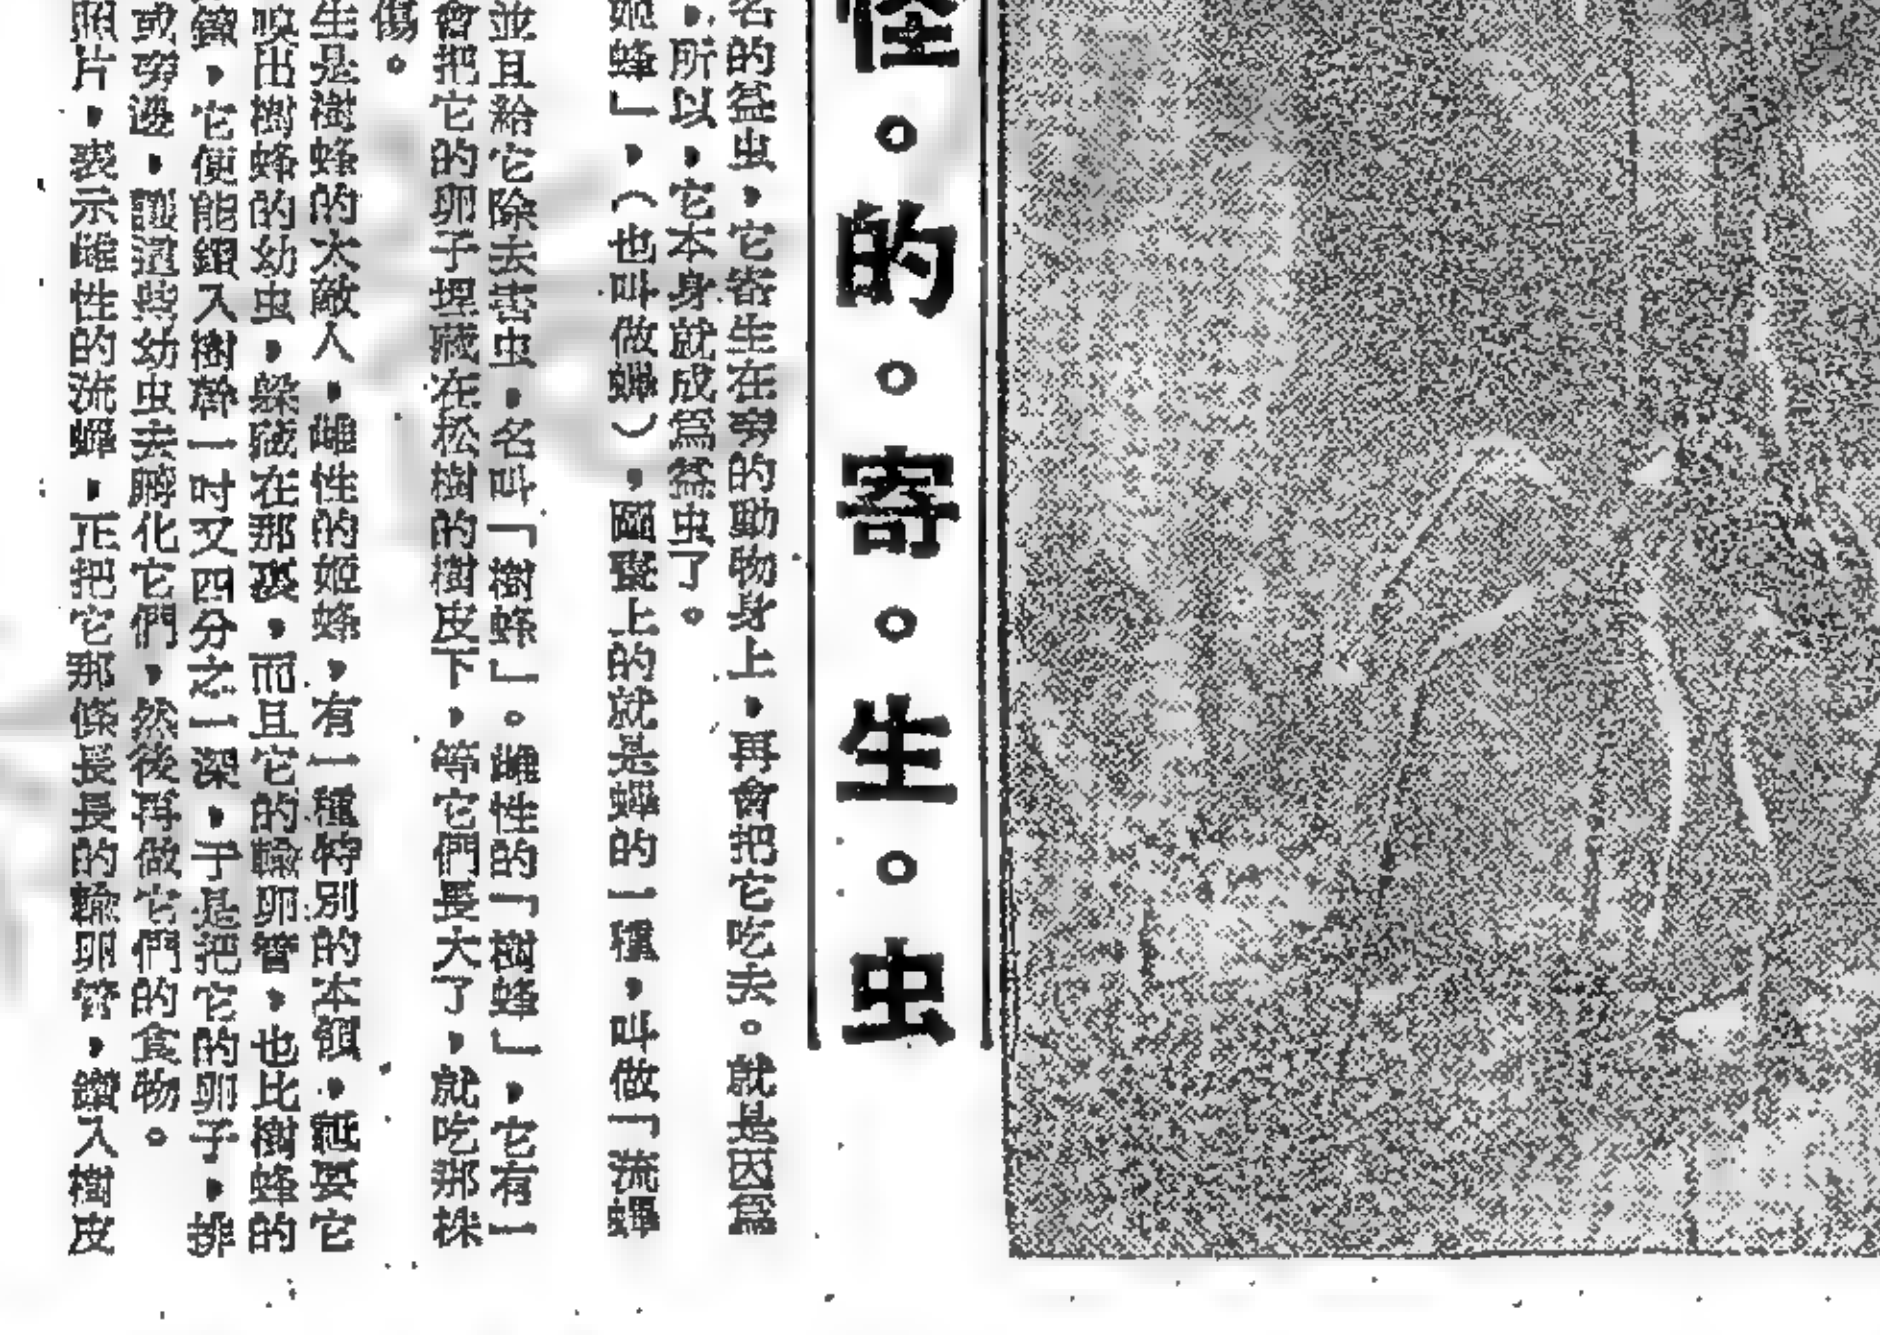 怪。的。寄。生。虫
名的益虫，它寄生在旁的動物身上，再會把它吃去。就是因爲
，所以，它本身就成爲益虫了。
姬蜂」，（也叫做蠅），圖發上的就是蠅的一種，叫做「流蠅
並且給它除去害虫，名叫「樹蜂」。雌性的「樹蜂」，它有一
會把它的卵子埋藏在松樹的樹皮下，等它們長大了，就吃那株
傷。
生是樹蜂的大敵人，雌性的姬蜂，有一種特別的本領，祇要它
嗅出樹蜂的幼虫，躲藏在那裏，而且它的輸卵管，也比樹蜂的
鑽，它便能鑽入樹幹一吋又四分之一深，于是把它的卵子，排
或旁邊，讓這些幼虫去孵化它們，然後再做它們的食物。
照片，表示雌性的流蠅，正把它那條長長的輸卵管，鑽入樹皮